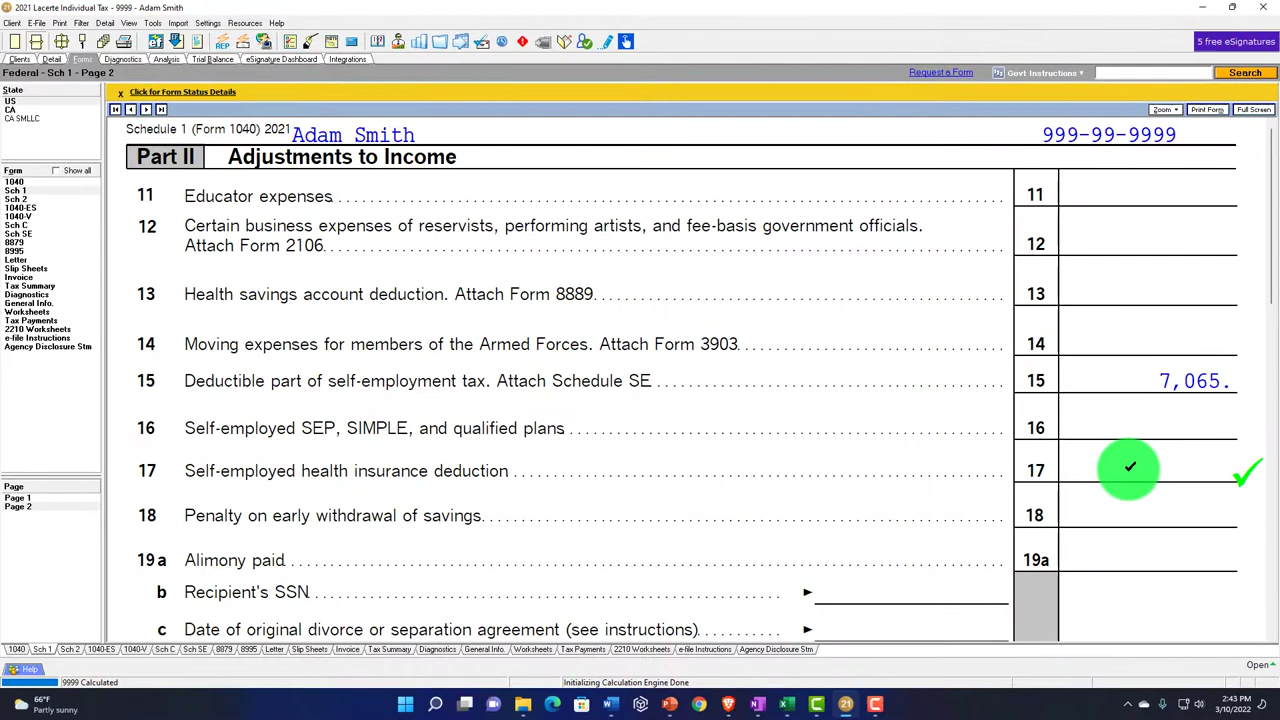 2021 Lacerte Individual Tax - 9999 - Adam Smith
Client E-File Print Filter Detail View Tools Import Settings Resources Help
5 free eSignatures
Clients Detail Forms Diagnostics Analysis Trial Balance eSignature Dashboard Integrations
Federal - Sch 1 - Page 2
Request a Form
Govt Instructions
Search
State
US
CA
CA SMLLC
x Click for Form Status Details
Zoom Print Form Full Screen
Form Show all
1040
Sch 1
Sch 2
1040-ES
1040-V
Sch C
Sch SE
8879
8995
Letter
Slip Sheets
Invoice
Tax Summary
Diagnostics
General Info.
Worksheets
Tax Payments
2210 Worksheets
e-file Instructions
Agency Disclosure Stm
Page
Page 1
Page 2
Schedule 1 (Form 1040) 2021 Adam Smith 999-99-9999
Part II Adjustments to Income
11 Educator expenses 11
12 Certain business expenses of reservists, performing artists, and fee-basis government officials.
Attach Form 2106 12
13 Health savings account deduction. Attach Form 8889 13
14 Moving expenses for members of the Armed Forces. Attach Form 3903 14
15 Deductible part of self-employment tax. Attach Schedule SE 15 7,065.
16 Self-employed SEP, SIMPLE, and qualified plans 16
17 Self-employed health insurance deduction 17
18 Penalty on early withdrawal of savings 18
19a Alimony paid 19a
b Recipient's SSN
c Date of original divorce or separation agreement (see instructions)
1040 Sch 1 Sch 2 1040-ES 1040-V Sch C Sch SE 8879 8995 Letter Slip Sheets Invoice Tax Summary Diagnostics General Info. Worksheets Tax Payments 2210 Worksheets e-file Instructions Agency Disclosure Stm
Help
Open
9999 Calculated
Initializing Calculation Engine Done
66°F
Partly sunny
2:43 PM
3/10/2022